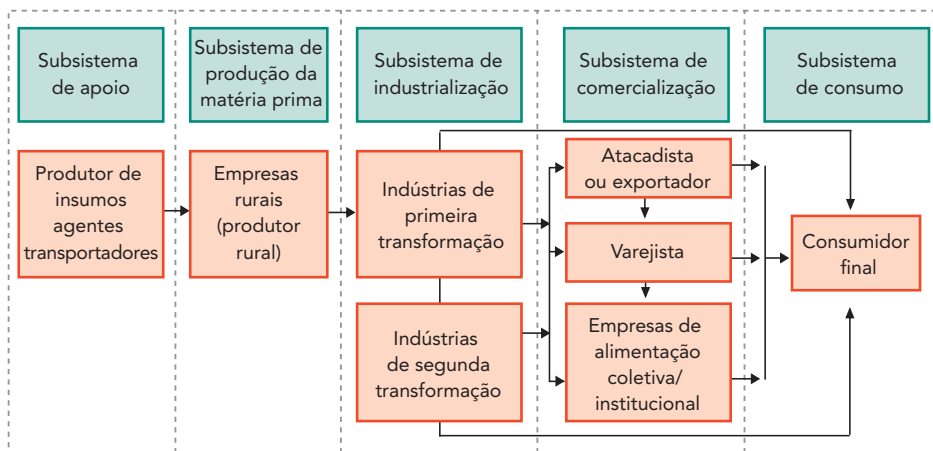 Subsistema
de apoio
Subsistema de
produção da
matéria prima
Subsistema de
industrialização
Subsistema de
comercialização
Subsistema
de consumo
Produtor de
insumos
agentes
transportadores
Empresas
rurais
(produtor
rural)
Indústrias de
primeira
transformação
Indústrias
de segunda
transformação
Atacadista
ou exportador
Varejista
Empresas de
alimentação
coletiva/
institucional
Consumidor
final